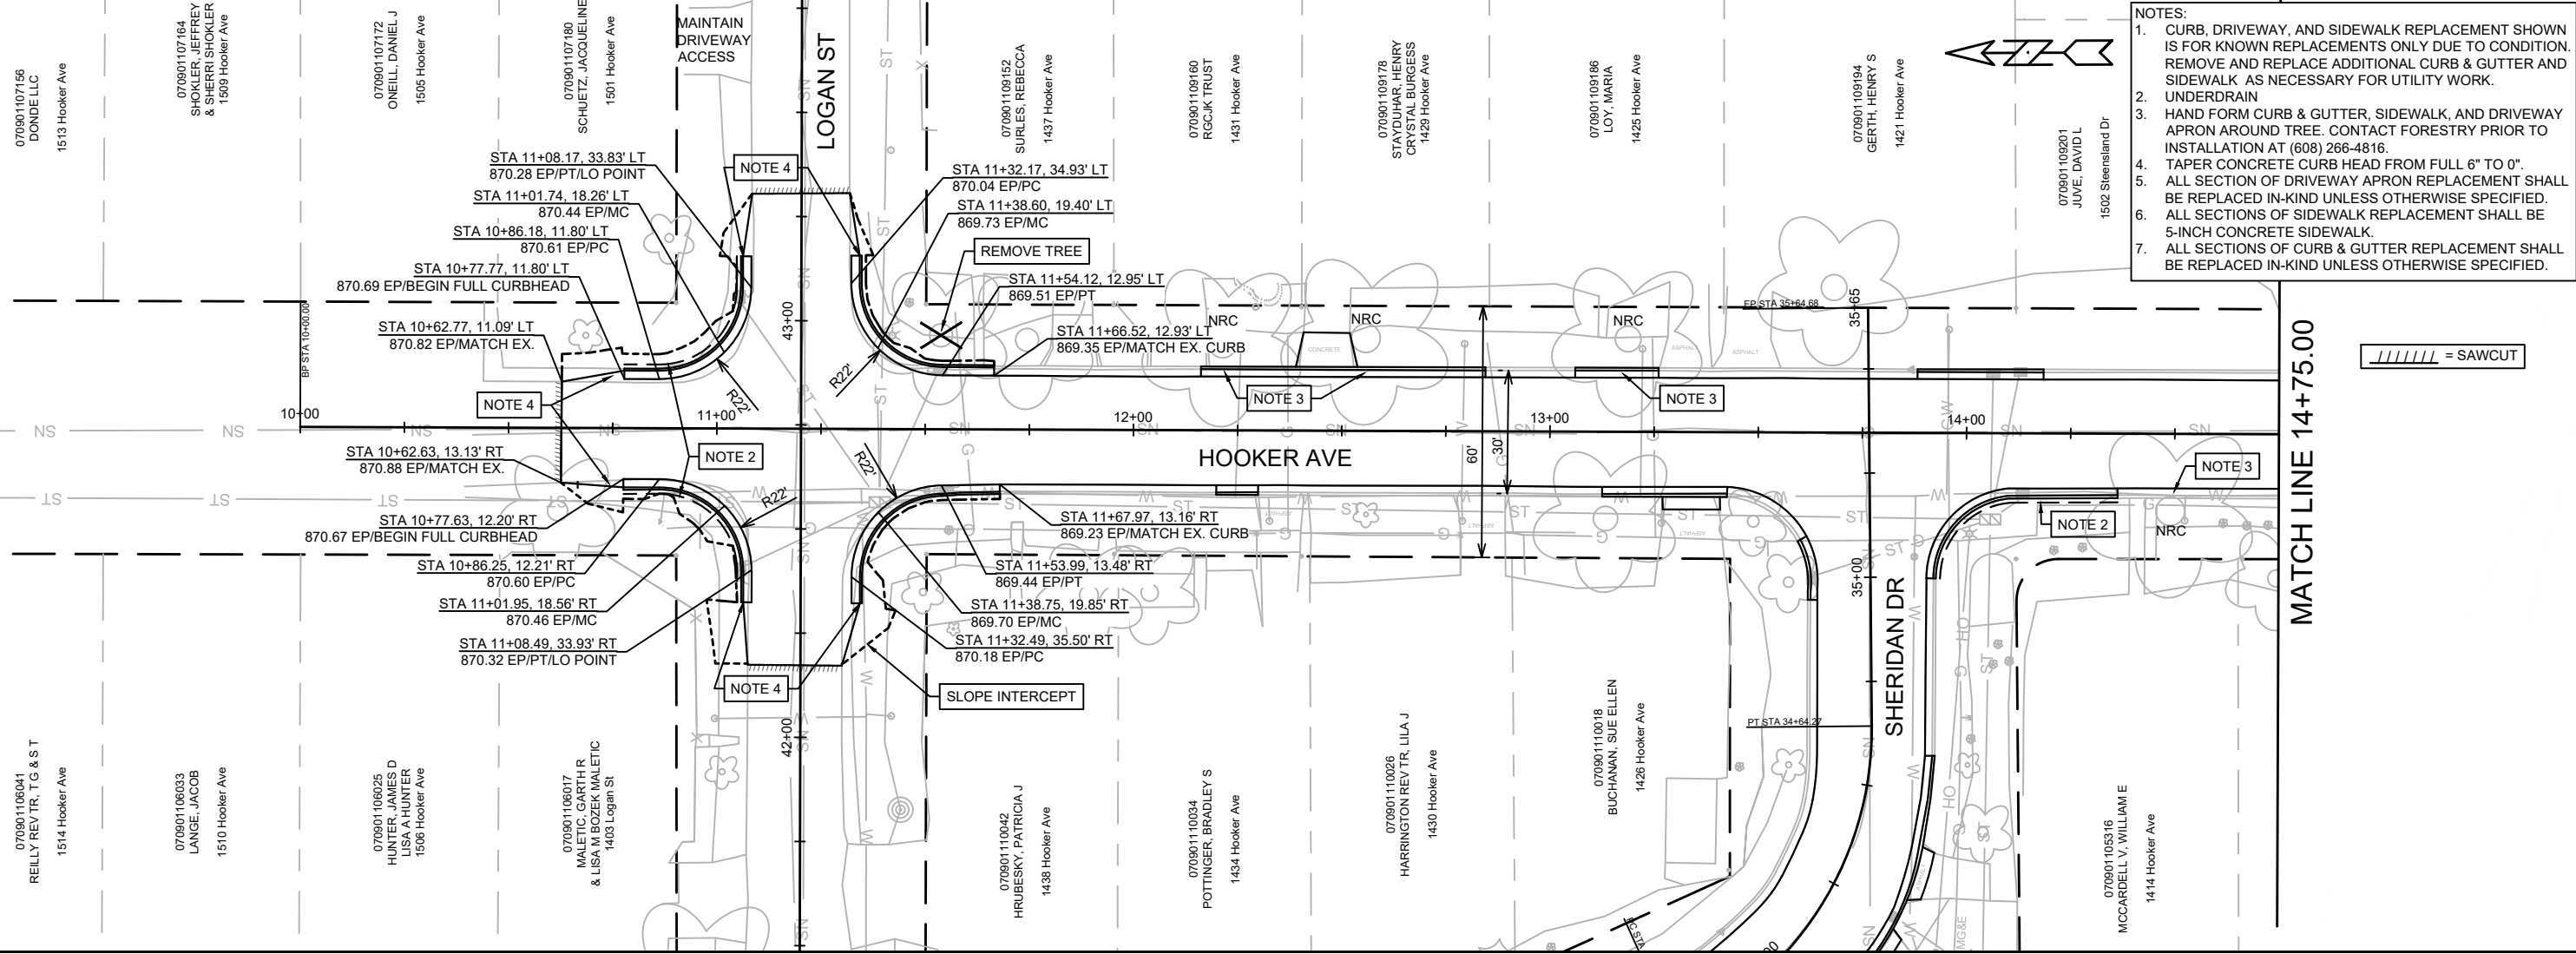 0709011107156
DONDE LLC
1513 Hooker Ave
070901107164
SHOKLER, JEFFREY
& SHERRI SHOKLER
1509 Hooker Ave
070901107172
ONEILL, DANIEL J
1505 Hooker Ave
070901107180
SCHUETZ, JACQUELINE
1501 Hooker Ave
MAINTAIN
DRIVEWAY
ACCESS
LOGAN ST
070901109152
SURLES, REBECCA
1437 Hooker Ave
070901109160
RGCJK TRUST
1431 Hooker Ave
070901109178
STAYDUHAR, HENRY
CRYSTAL BURGESS
1429 Hooker Ave
070901109186
LOY, MARIA
1425 Hooker Ave
070901109194
GERTH, HENRY S
1421 Hooker Ave
070901109201
JUVE, DAVID L
1502 Steensland Dr
NOTES:
1. CURB, DRIVEWAY, AND SIDEWALK REPLACEMENT SHOWN
IS FOR KNOWN REPLACEMENTS ONLY DUE TO CONDITION.
REMOVE AND REPLACE ADDITIONAL CURB & GUTTER AND
SIDEWALK AS NECESSARY FOR UTILITY WORK.
2. UNDERDRAIN
3. HAND FORM CURB & GUTTER, SIDEWALK, AND DRIVEWAY
APRON AROUND TREE. CONTACT FORESTRY PRIOR TO
INSTALLATION AT (608) 266-4816.
4. TAPER CONCRETE CURB HEAD FROM FULL 6" TO 0".
5. ALL SECTION OF DRIVEWAY APRON REPLACEMENT SHALL
BE REPLACED IN-KIND UNLESS OTHERWISE SPECIFIED.
6. ALL SECTIONS OF SIDEWALK REPLACEMENT SHALL BE
5-INCH CONCRETE SIDEWALK.
7. ALL SECTIONS OF CURB & GUTTER REPLACEMENT SHALL
BE REPLACED IN-KIND UNLESS OTHERWISE SPECIFIED.
STA 11+08.17, 33.83' LT
870.28 EP/PT/LO POINT
STA 11+01.74, 18.26' LT
870.44 EP/MC
STA 10+86.18, 11.80' LT
870.61 EP/PC
STA 10+77.77, 11.80' LT
870.69 EP/BEGIN FULL CURBHEAD
STA 10+62.77, 11.09' LT
870.82 EP/MATCH EX.
NOTE 4
STA 11+32.17, 34.93' LT
870.04 EP/PC
STA 11+38.60, 19.40' LT
869.73 EP/MC
REMOVE TREE
STA 11+54.12, 12.95' LT
869.51 EP/PT
STA 11+66.52, 12.93' LT
869.35 EP/MATCH EX. CURB
BP STA 10+00.00
43+00
NRC
NRC
NRC
CONCRETE
ASPHALT
ASPHALT
EP STA 35+64.68
35+65
= SAWCUT
MATCH LINE 14+75.00
R22'
R22'
NOTE 4
NOTE 3
NOTE 3
10+00
11+00
12+00
13+00
14+00
NOTE 2
HOOKER AVE
60'
30'
NOTE 3
STA 10+62.63, 13.13' RT
870.88 EP/MATCH EX.
R22'
R22'
STA 10+77.63, 12.20' RT
870.67 EP/BEGIN FULL CURBHEAD
STA 10+86.25, 12.21' RT
870.60 EP/PC
STA 11+01.95, 18.56' RT
870.46 EP/MC
STA 11+08.49, 33.93' RT
870.32 EP/PT/LO POINT
STA 11+67.97, 13.16' RT
869.23 EP/MATCH EX. CURB
STA 11+53.99, 13.48' RT
869.44 EP/PT
STA 11+38.75, 19.85' RT
869.70 EP/MC
STA 11+32.49, 35.50' RT
870.18 EP/PC
NOTE 2
NRC
35+00
SHERIDAN DR
NOTE 4
SLOPE INTERCEPT
42+00
PT STA 34+64.27
070901106041
REILLY REV TR, T G & S T
1514 Hooker Ave
070901106033
LANGE, JACOB
1510 Hooker Ave
070901106025
HUNTER, JAMES D
LISA A HUNTER
1506 Hooker Ave
070901106017
MALETIC, GARTH R
& LISA M BOZEK MALETIC
1403 Logan St
070901110042
HRUBESKY, PATRICIA J
1438 Hooker Ave
070901110034
POTTINGER, BRADLEY S
1434 Hooker Ave
070901110026
HARRINGTON REV TR, LILA J
1430 Hooker Ave
070901110018
BUCHANAN, SUE ELLEN
1426 Hooker Ave
070901105316
MCCARDELL V, WILLIAM E
1414 Hooker Ave
MG&E